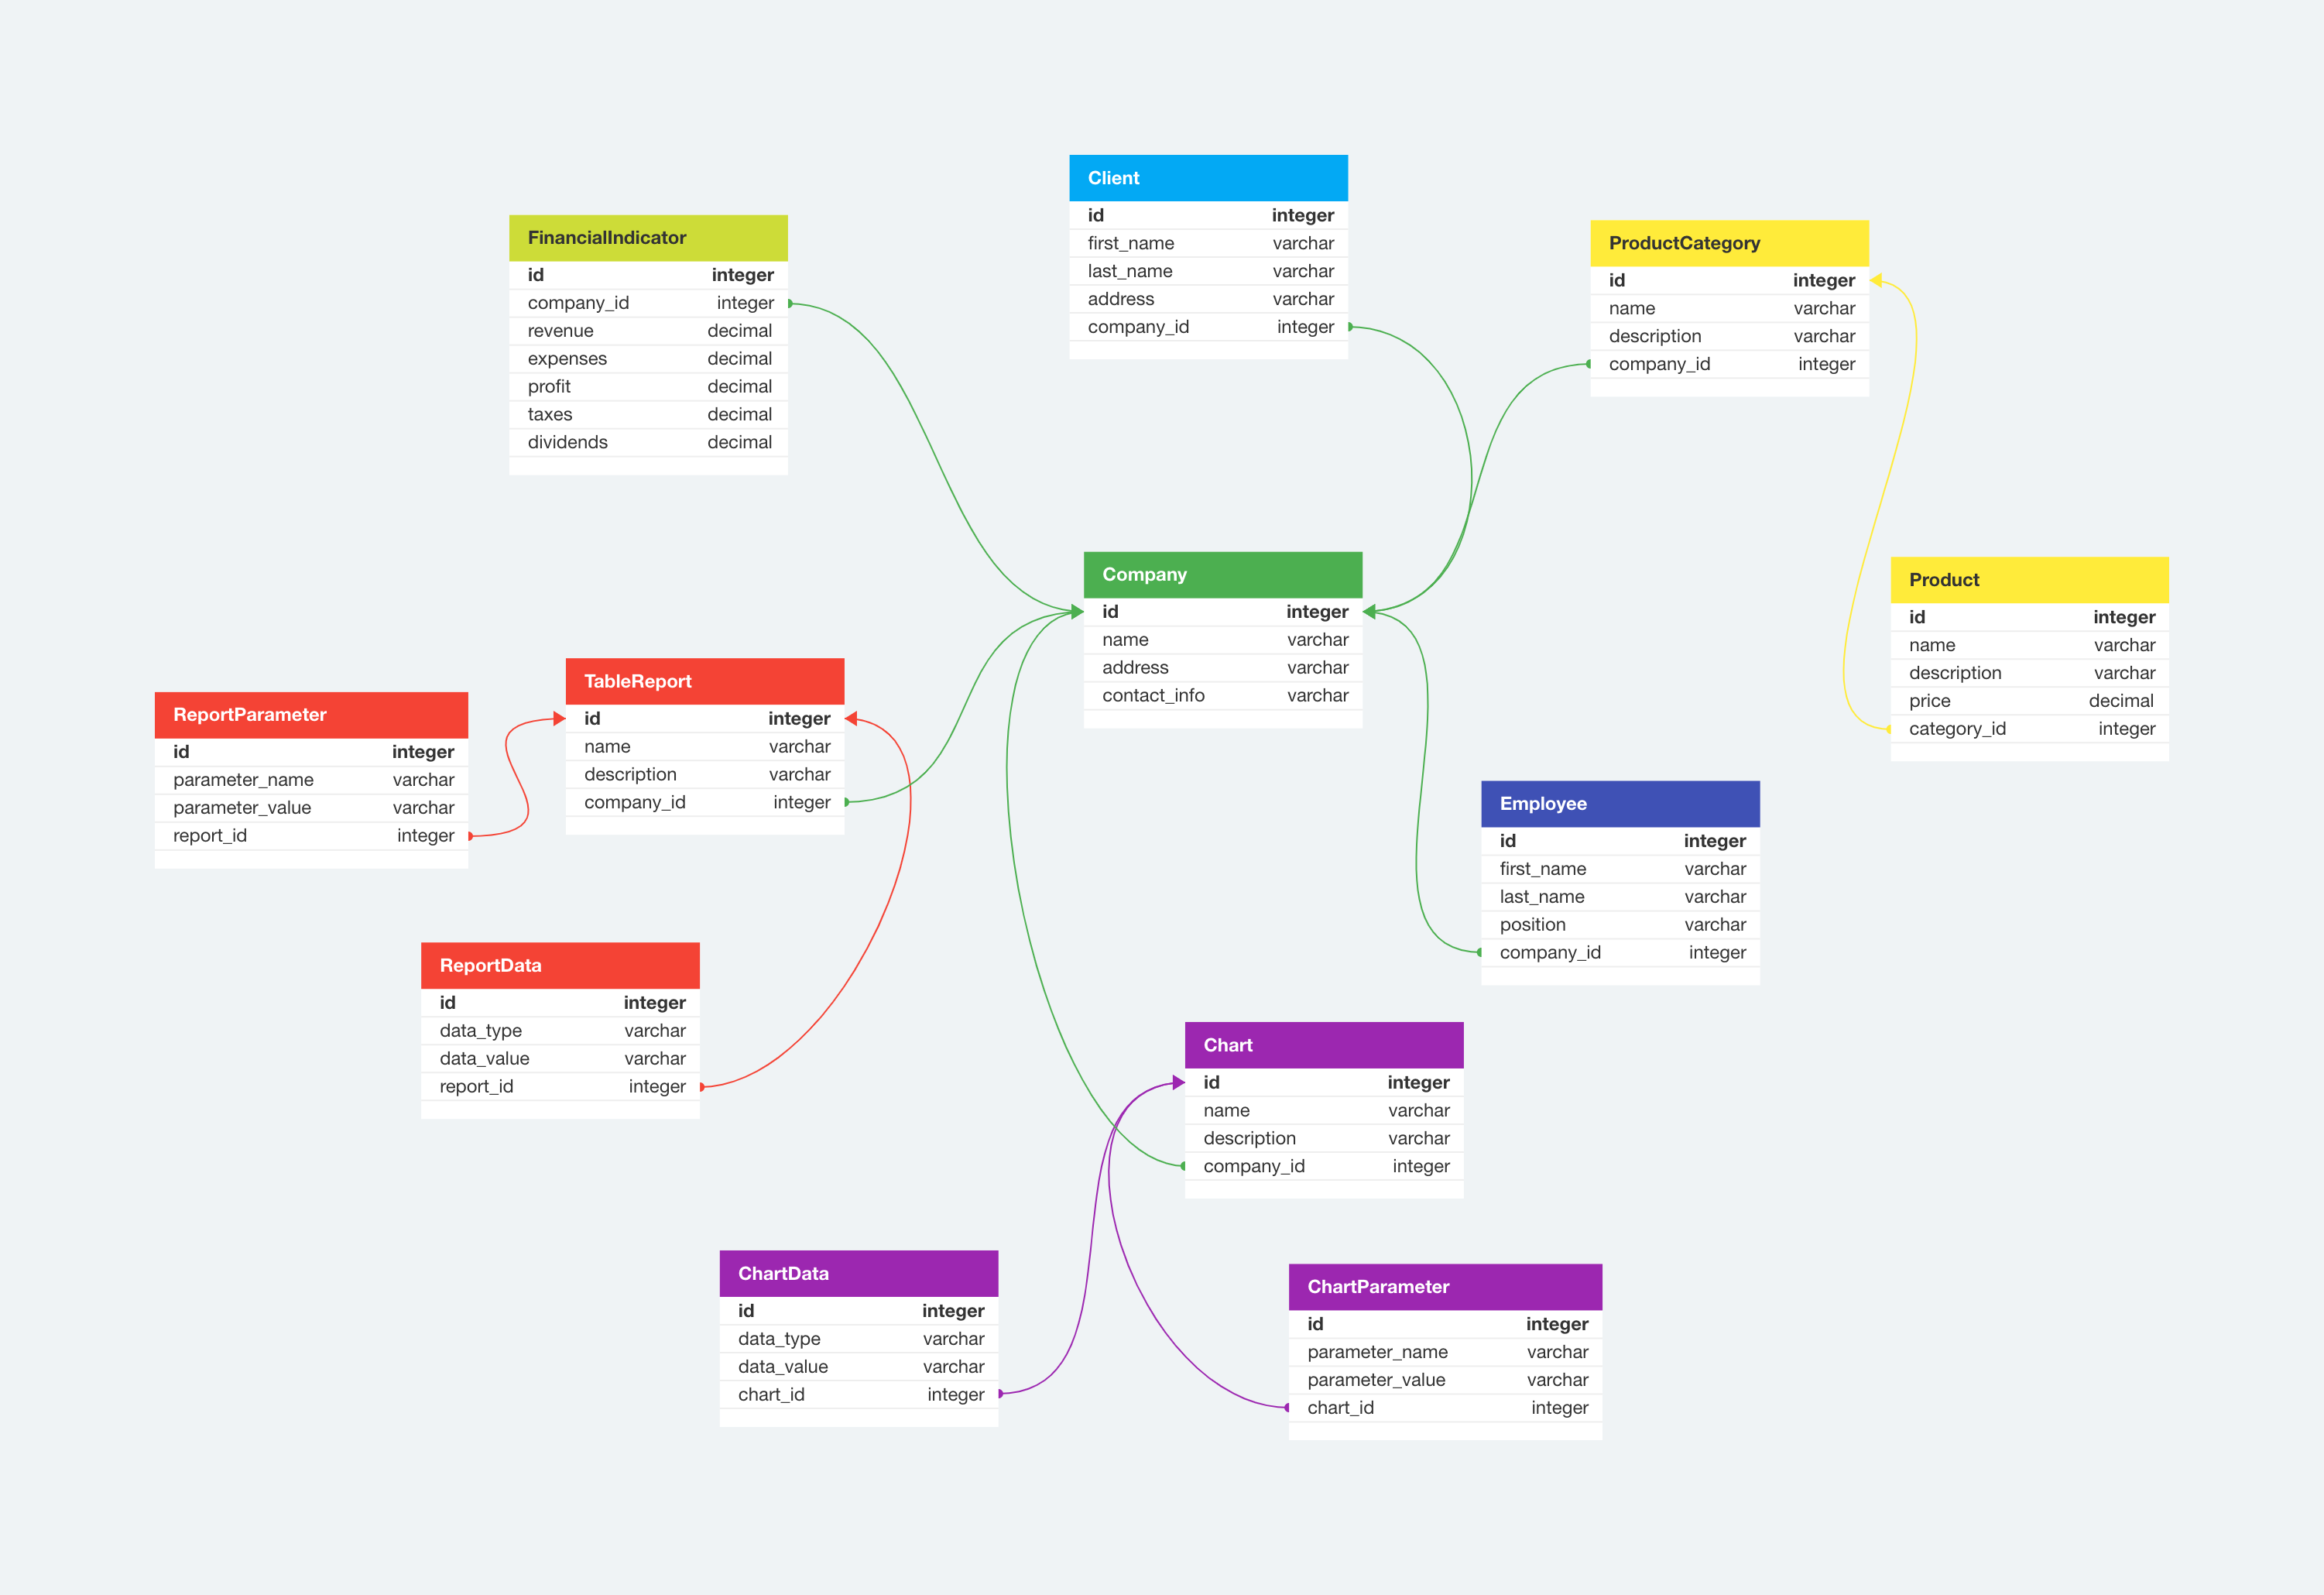 Client
id integer
first_name varchar
last_name varchar
address varchar
company_id integer
FinancialIndicator
id integer
company_id integer
revenue decimal
expenses decimal
profit decimal
taxes decimal
dividends decimal
ProductCategory
id integer
name varchar
description varchar
company_id integer
Company
id integer
name varchar
address varchar
contact_info varchar
Product
id integer
name varchar
description varchar
price decimal
category_id integer
TableReport
id integer
name varchar
description varchar
company_id integer
ReportParameter
id integer
parameter_name varchar
parameter_value varchar
report_id integer
Employee
id integer
first_name varchar
last_name varchar
position varchar
company_id integer
ReportData
id integer
data_type varchar
data_value varchar
report_id integer
Chart
id integer
name varchar
description varchar
company_id integer
ChartData
id integer
data_type varchar
data_value varchar
chart_id integer
ChartParameter
id integer
parameter_name varchar
parameter_value varchar
chart_id integer